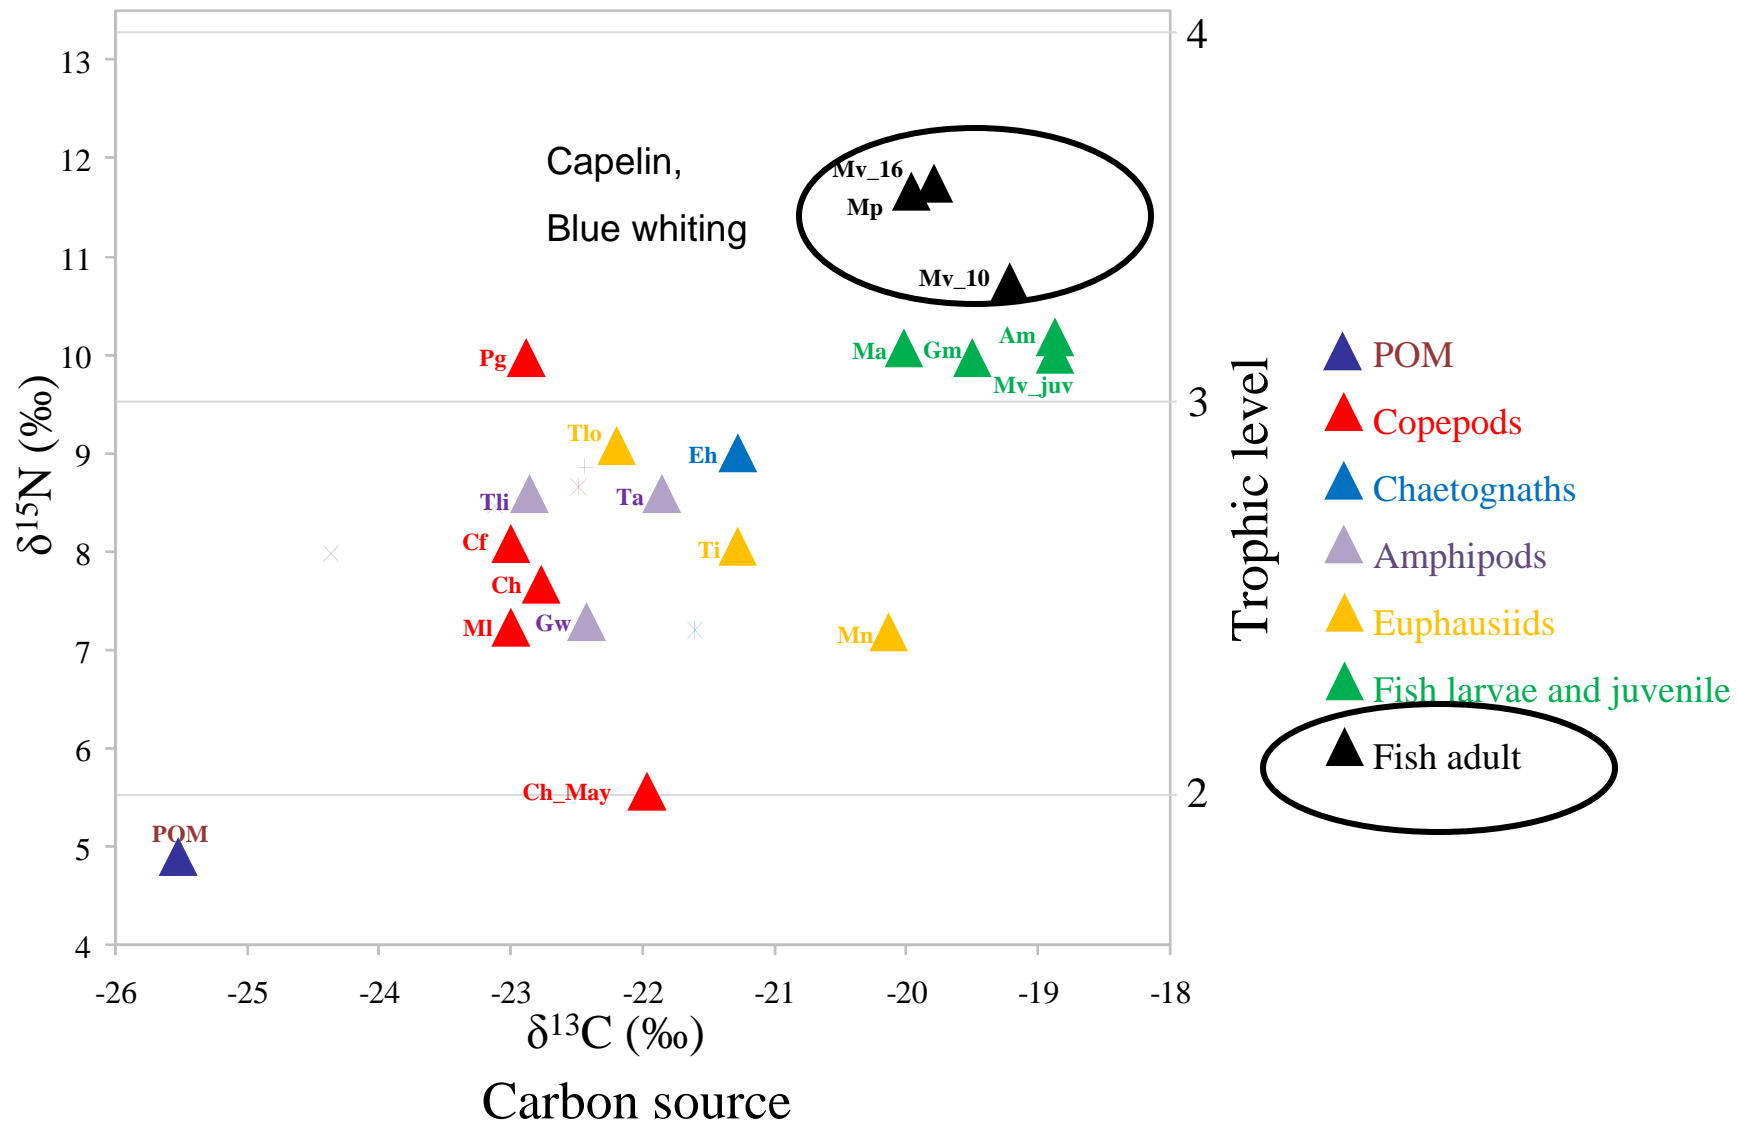 4
13
12
11
10
9
8
7
6
5
4
δ¹⁵N (‰)
Capelin,
Blue whiting
Mv_16
Mp
Mv_10
Ma
Gm
Am
Mv_juv
Pg
Tlo
Eh
Tli
Ta
Cf
Ti
Ch
Ml
Gw
Mn
Ch_May
POM
3
2
Trophic level
-26
-25
-24
-23
-22
-21
-20
-19
-18
δ¹³C (‰)
Carbon source
POM
Copepods
Chaetognaths
Amphipods
Euphausiids
Fish larvae and juvenile
Fish adult